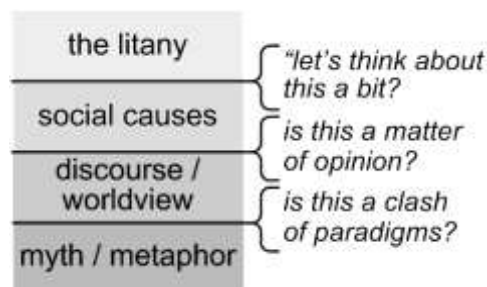 the litany
social causes
discourse /
worldview
myth / metaphor
“let’s think about
this a bit?
is this a matter
of opinion?
is this a clash
of paradigms?